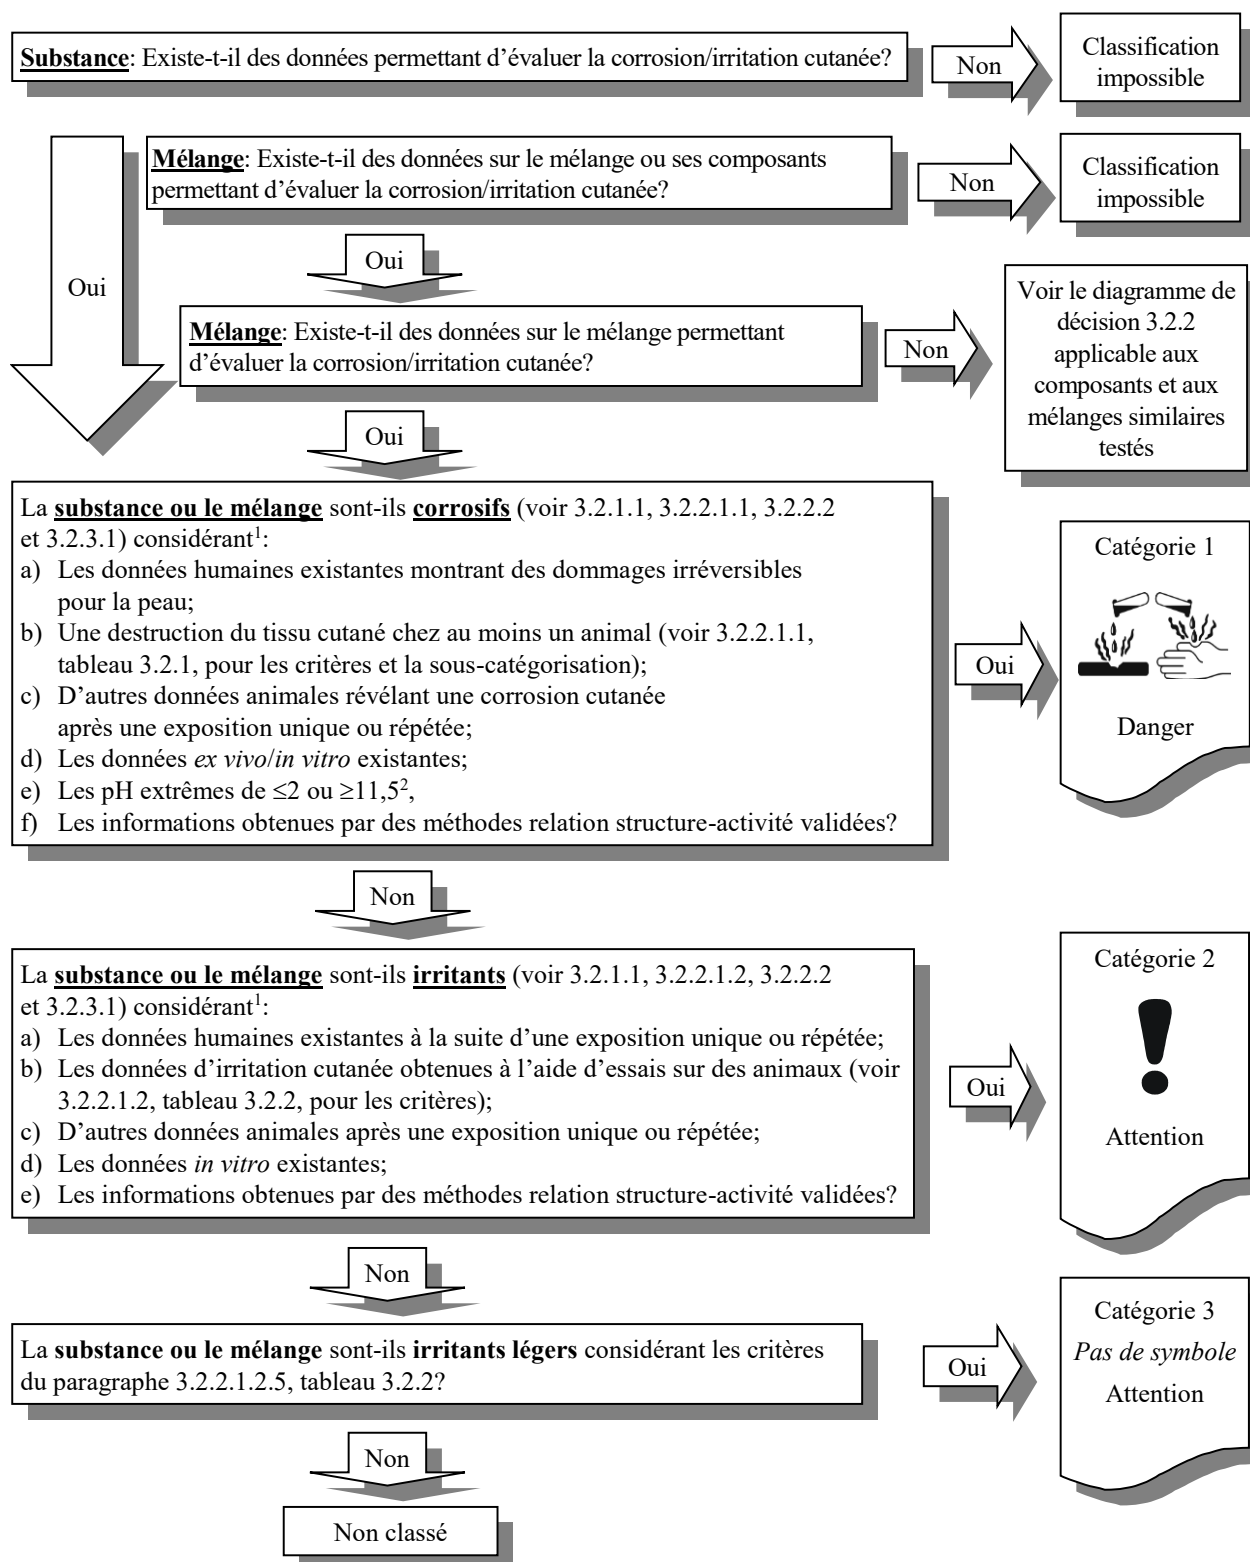 Substance: Existe-t-il des données permettant d'évaluer la corrosion/irritation cutanée?
Non
Classification
impossible
Mélange: Existe-t-il des données sur le mélange ou ses composants
permettant d'évaluer la corrosion/irritation cutanée?
Non
Classification
impossible
Oui
Oui
Mélange: Existe-t-il des données sur le mélange permettant
d'évaluer la corrosion/irritation cutanée?
Non
Voir le diagramme de
décision 3.2.2
applicable aux
composants et aux
mélanges similaires
testés
Oui
La substance ou le mélange sont-ils corrosifs (voir 3.2.1.1, 3.2.2.1.1, 3.2.2.2
et 3.2.3.1) considérant¹:
a) Les données humaines existantes montrant des dommages irréversibles
pour la peau;
b) Une destruction du tissu cutané chez au moins un animal (voir 3.2.2.1.1,
tableau 3.2.1, pour les critères et la sous-catégorisation);
c) D'autres données animales révélant une corrosion cutanée
après une exposition unique ou répétée;
d) Les données ex vivo/in vitro existantes;
e) Les pH extrêmes de ≤2 ou ≥11,5²,
f) Les informations obtenues par des méthodes relation structure-activité validées?
Oui
Catégorie 1
Danger
Non
La substance ou le mélange sont-ils irritants (voir 3.2.1.1, 3.2.2.1.2, 3.2.2.2
et 3.2.3.1) considérant¹:
a) Les données humaines existantes à la suite d'une exposition unique ou répétée;
b) Les données d'irritation cutanée obtenues à l'aide d'essais sur des animaux (voir
3.2.2.1.2, tableau 3.2.2, pour les critères);
c) D'autres données animales après une exposition unique ou répétée;
d) Les données in vitro existantes;
e) Les informations obtenues par des méthodes relation structure-activité validées?
Oui
Catégorie 2
Attention
Non
La substance ou le mélange sont-ils irritants légers considérant les critères
du paragraphe 3.2.2.1.2.5, tableau 3.2.2?
Oui
Catégorie 3
Pas de symbole
Attention
Non
Non classé